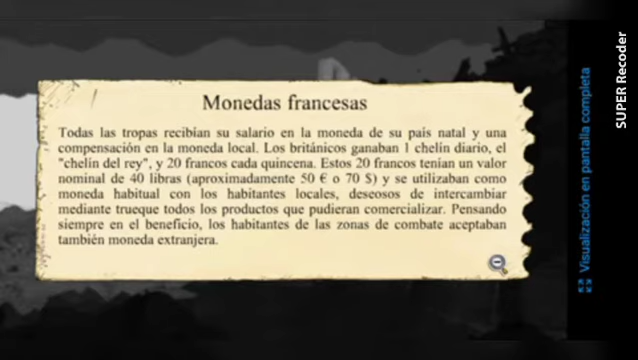 Monedas francesas
Todas las tropas recibían su salario en la moneda de su país natal y una
compensación en la moneda local. Los británicos ganaban 1 chelín diario, el
"chelín del rey", y 20 francos cada quincena. Estos 20 francos tenían un valor
nominal de 40 libras (aproximadamente 50 € o 70 $) y se utilizaban como
moneda habitual con los habitantes locales, deseosos de intercambiar
mediante trueque todos los productos que pudieran comercializar. Pensando
siempre en el beneficio, los habitantes de las zonas de combate aceptaban
también moneda extranjera.
Visualización en pantalla completa
SUPER Recoder